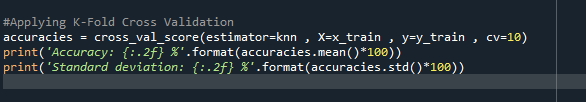 #Applying K-Fold Cross Validation
accuracies = cross_val_score(estimator=knn , X=x_train , y=y_train , cv=10)
print('Accuracy: {:.2f} %'.format(accuracies.mean()*100))
print('Standard deviation: {:.2f} %'.format(accuracies.std()*100))